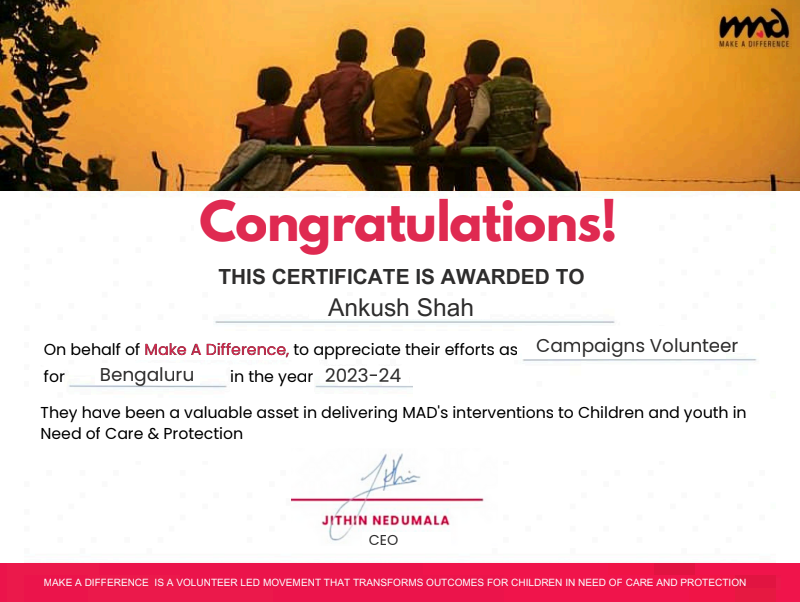 mad
MAKE A DIFFERENCE
Congratulations!
THIS CERTIFICATE IS AWARDED TO
Ankush Shah
On behalf of Make A Difference, to appreciate their efforts as Campaigns Volunteer
for Bengaluru in the year 2023-24
They have been a valuable asset in delivering MAD's interventions to Children and youth in
Need of Care & Protection
Jithin
JITHIN NEDUMALA
CEO
MAKE A DIFFERENCE IS A VOLUNTEER LED MOVEMENT THAT TRANSFORMS OUTCOMES FOR CHILDREN IN NEED OF CARE AND PROTECTION